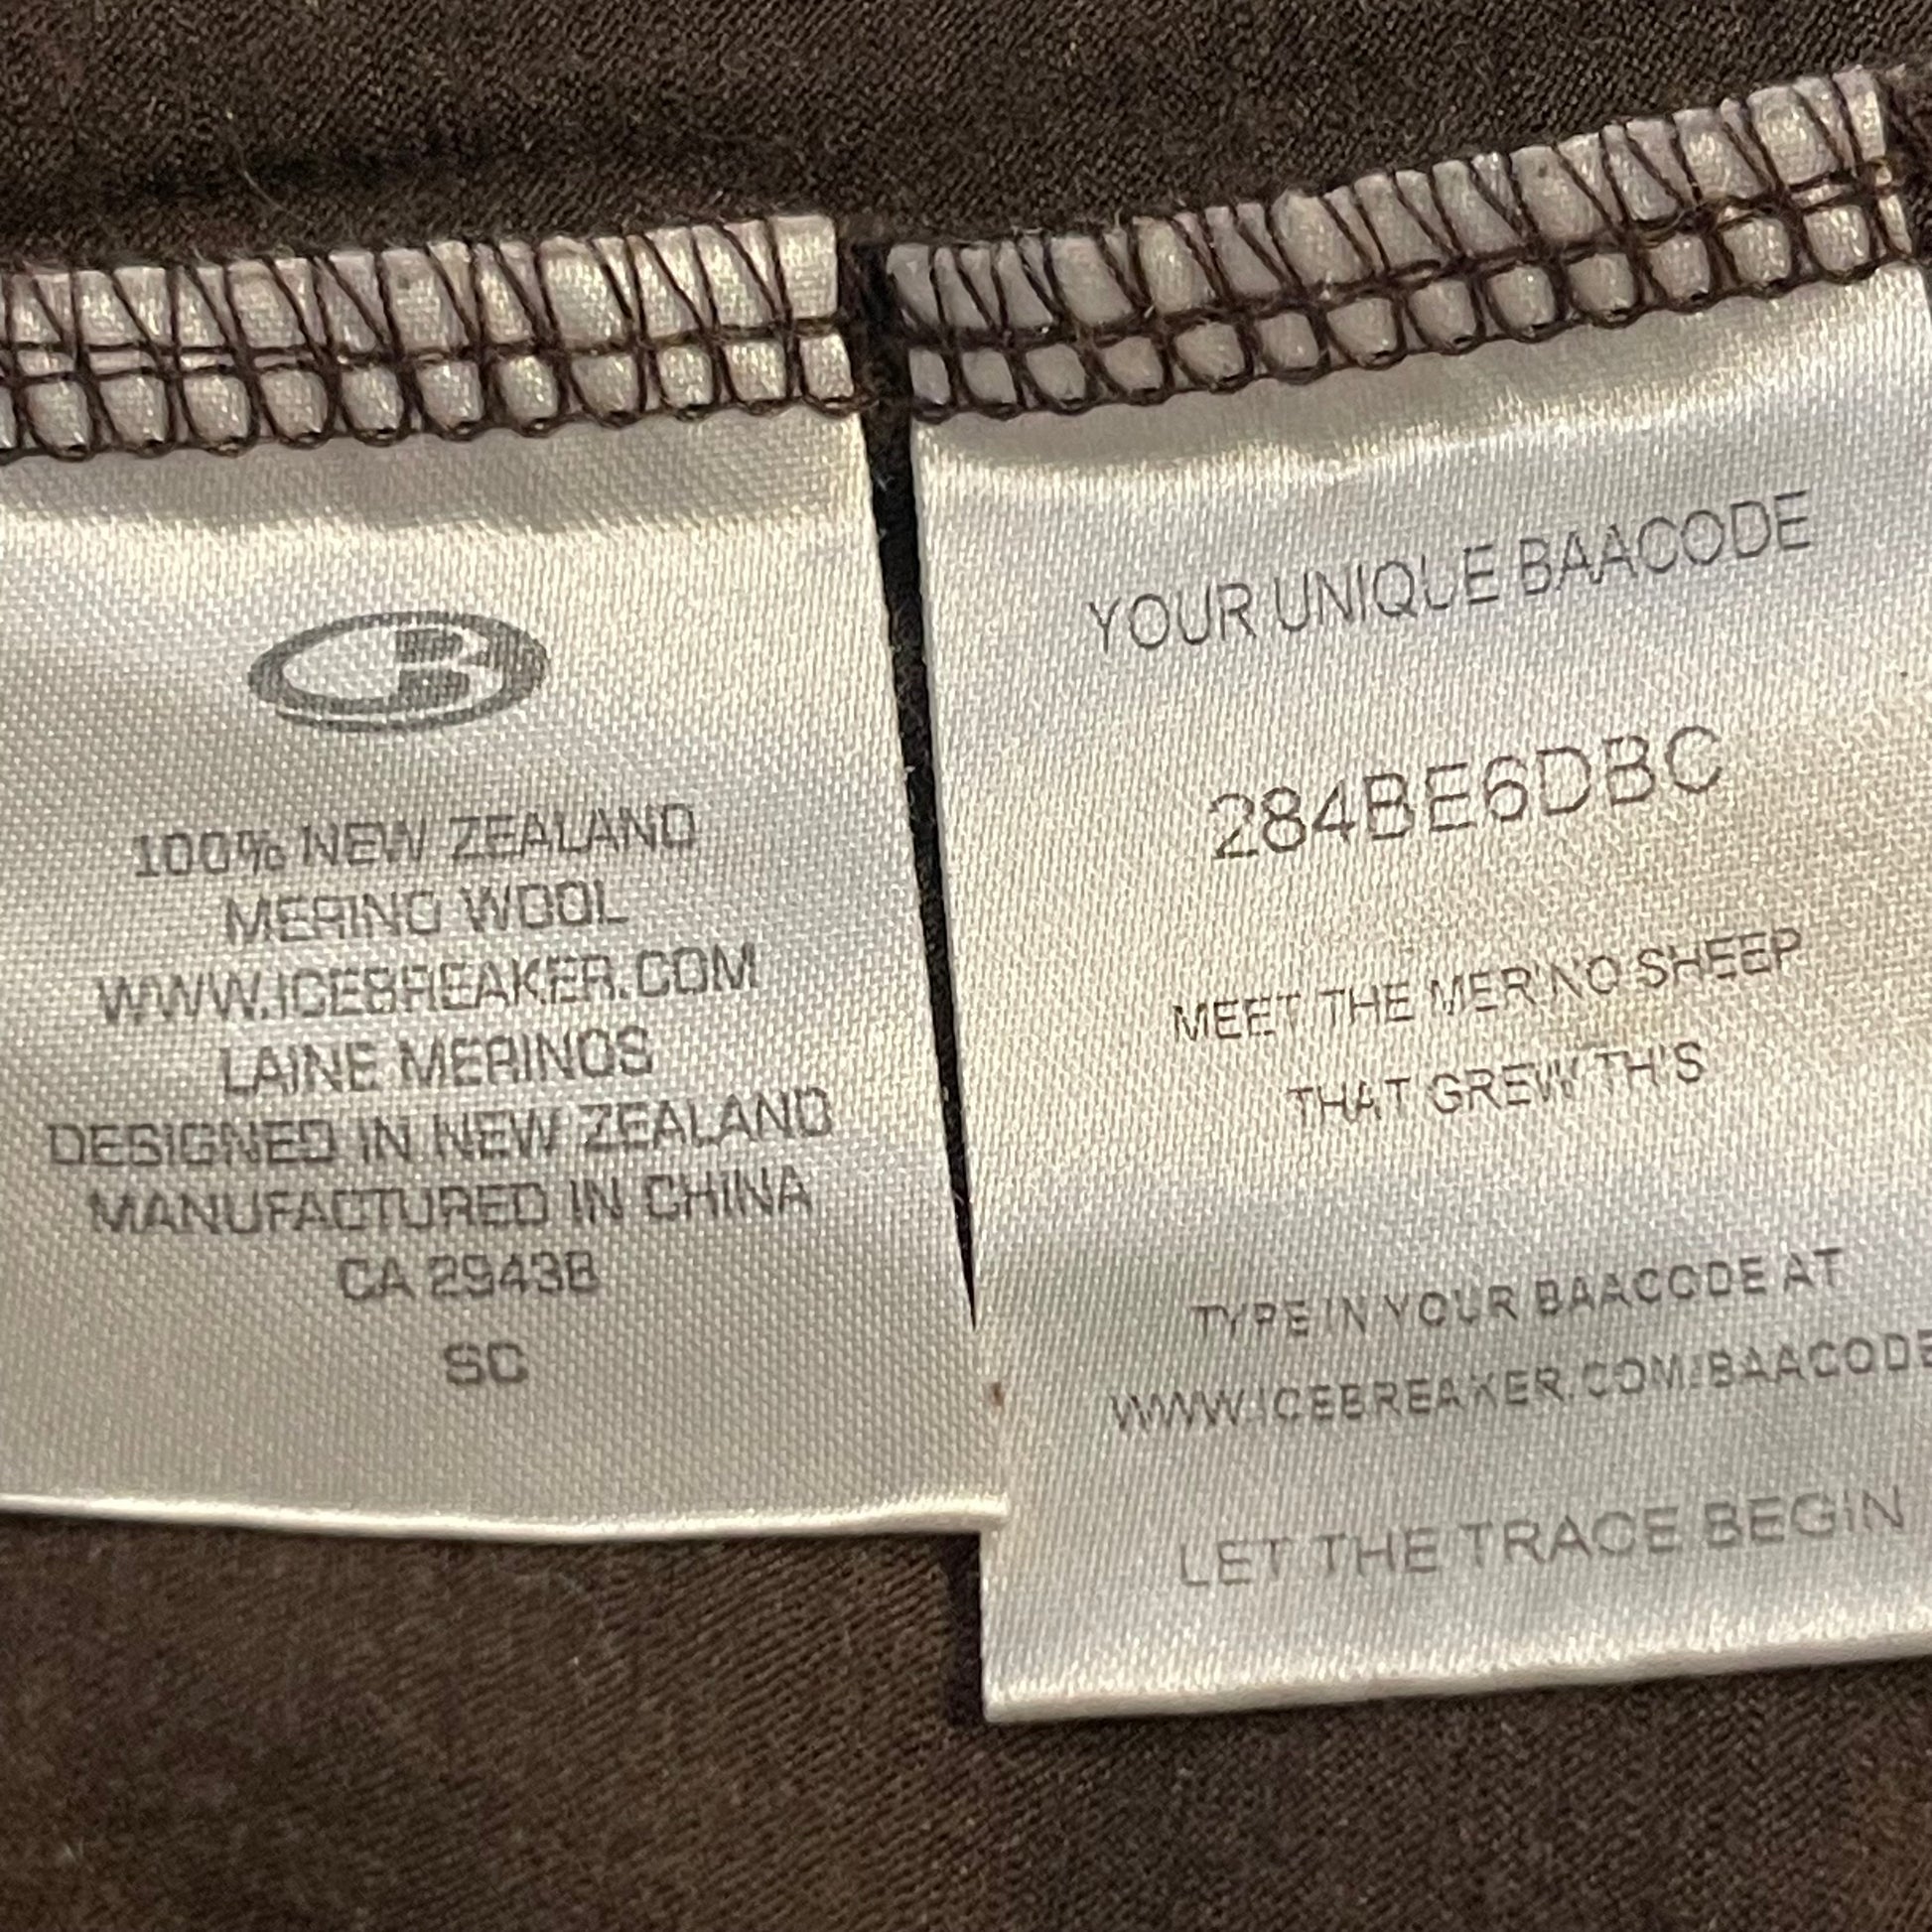 100% NEW ZEALAND
MERINO WOOL
WWW.ICEBREAKER.COM
LAINE MERINOS
DESIGNED IN NEW ZEALAND
MANUFACTURED IN CHINA
CA 29438
SC
YOUR UNIQUE BAACODE
284BE6DBC
MEET THE MERINO SHEEP
THAT GREW THIS
TYPE IN YOUR BAACODE AT
WWW.ICEBREAKER.COM/BAACODE
LET THE TRACE BEGIN